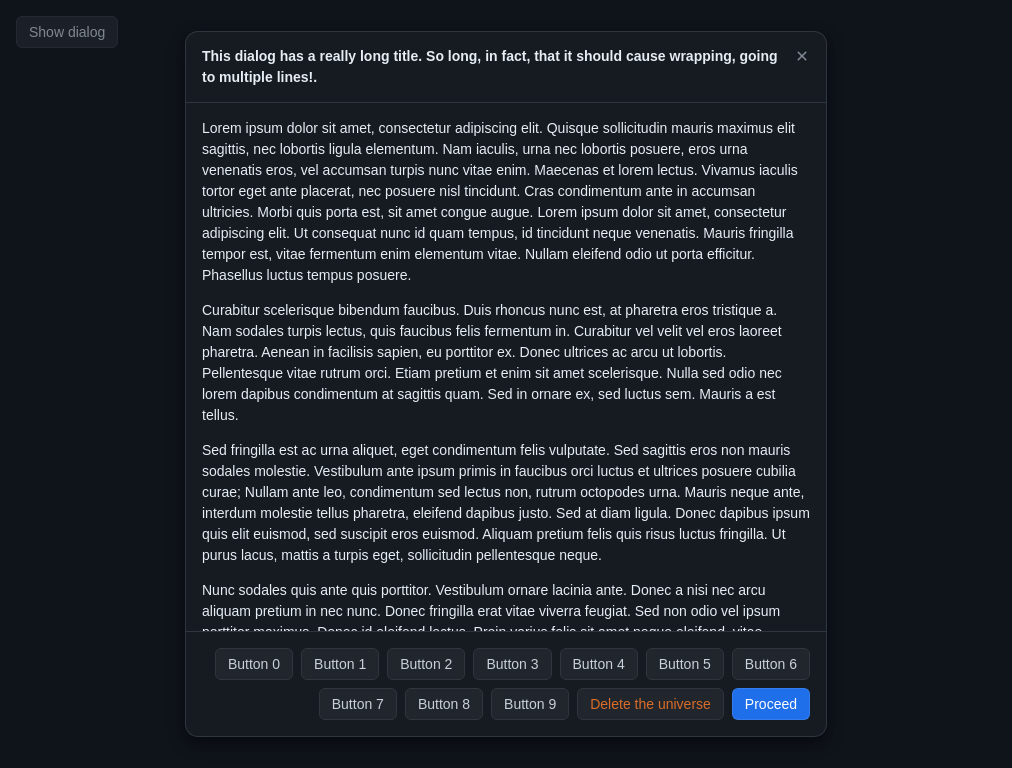 Show dialog
This dialog has a really long title. So long, in fact, that it should cause wrapping, going
to multiple lines!.
Lorem ipsum dolor sit amet, consectetur adipiscing elit. Quisque sollicitudin mauris maximus elit
sagittis, nec lobortis ligula elementum. Nam iaculis, urna nec lobortis posuere, eros urna
venenatis eros, vel accumsan turpis nunc vitae enim. Maecenas et lorem lectus. Vivamus iaculis
tortor eget ante placerat, nec posuere nisl tincidunt. Cras condimentum ante in accumsan
ultricies. Morbi quis porta est, sit amet congue augue. Lorem ipsum dolor sit amet, consectetur
adipiscing elit. Ut consequat nunc id quam tempus, id tincidunt neque venenatis. Mauris fringilla
tempor est, vitae fermentum enim elementum vitae. Nullam eleifend odio ut porta efficitur.
Phasellus luctus tempus posuere.
Curabitur scelerisque bibendum faucibus. Duis rhoncus nunc est, at pharetra eros tristique a.
Nam sodales turpis lectus, quis faucibus felis fermentum in. Curabitur vel velit vel eros laoreet
pharetra. Aenean in facilisis sapien, eu porttitor ex. Donec ultrices ac arcu ut lobortis.
Pellentesque vitae rutrum orci. Etiam pretium et enim sit amet scelerisque. Nulla sed odio nec
lorem dapibus condimentum at sagittis quam. Sed in ornare ex, sed luctus sem. Mauris a est
tellus.
Sed fringilla est ac urna aliquet, eget condimentum felis vulputate. Sed sagittis eros non mauris
sodales molestie. Vestibulum ante ipsum primis in faucibus orci luctus et ultrices posuere cubilia
curae; Nullam ante leo, condimentum sed lectus non, rutrum octopodes urna. Mauris neque ante,
interdum molestie tellus pharetra, eleifend dapibus justo. Sed at diam ligula. Donec dapibus ipsum
quis elit euismod, sed suscipit eros euismod. Aliquam pretium felis quis risus luctus fringilla. Ut
purus lacus, mattis a turpis eget, sollicitudin pellentesque neque.
Nunc sodales quis ante quis porttitor. Vestibulum ornare lacinia ante. Donec a nisi nec arcu
aliquam pretium in nec nunc. Donec fringilla erat vitae viverra feugiat. Sed non odio vel ipsum
Button 0 Button 1 Button 2 Button 3 Button 4 Button 5 Button 6
Button 7 Button 8 Button 9 Delete the universe Proceed